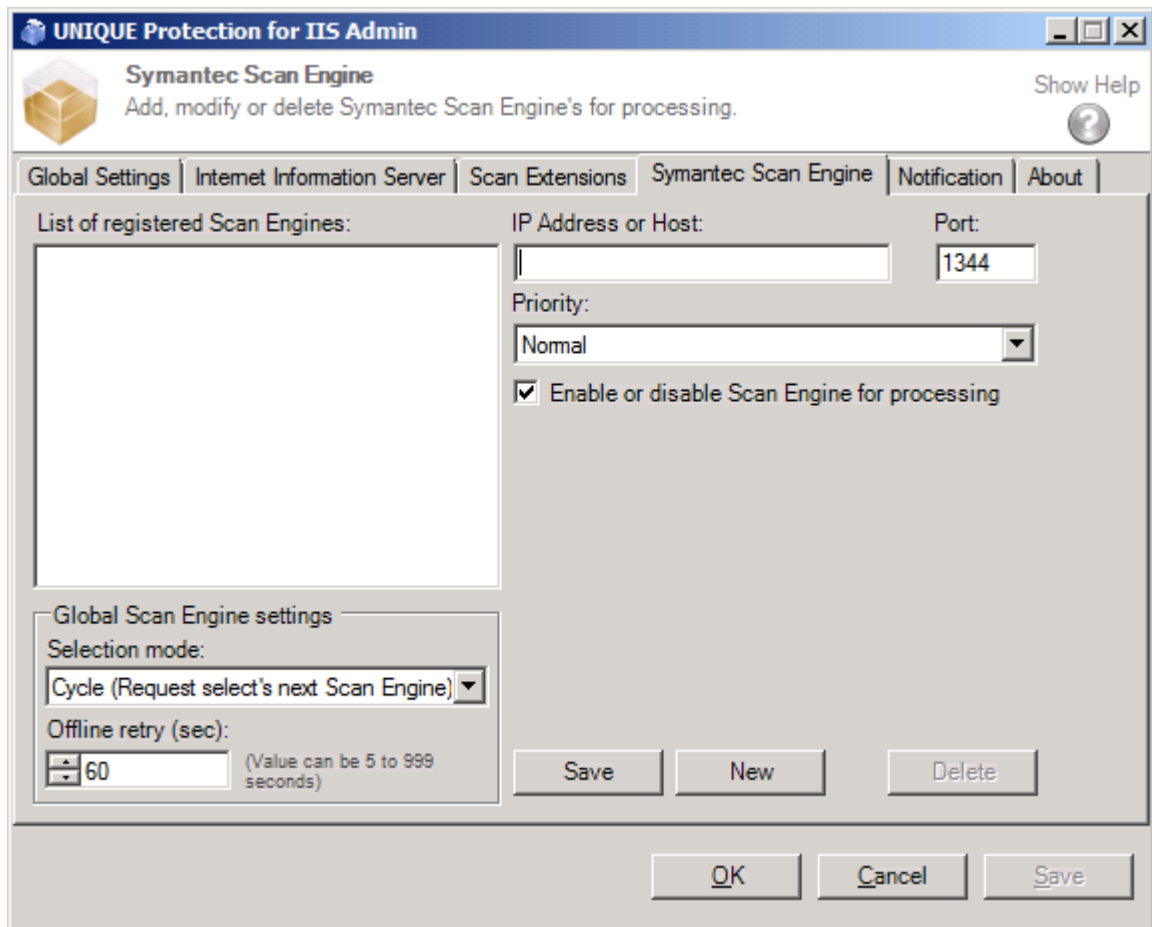 UNIQUE Protection for IIS Admin
Symantec Scan Engine
Add, modify or delete Symantec Scan Engine's for processing.
Show Help
?
Global Settings Internet Information Server Scan Extensions Symantec Scan Engine Notification About
List of registered Scan Engines:
IP Address or Host: Port:
1344
Priority:
Normal
Enable or disable Scan Engine for processing
Global Scan Engine settings
Selection mode:
Cycle (Request select's next Scan Engine)
Offline retry (sec):
60
(Value can be 5 to 999
seconds)
Save New Delete
OK Cancel Save